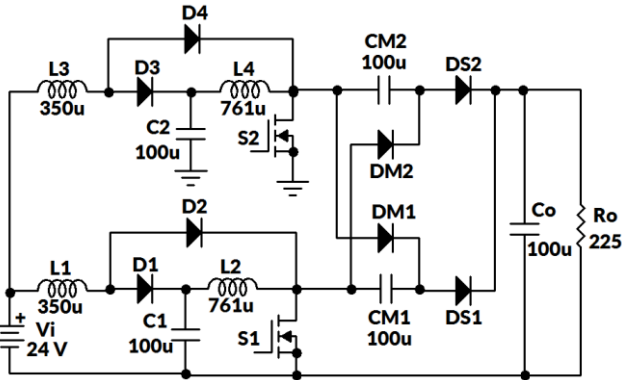 D4
CM2
L3
D3
L4
100u
DS2
350u
761u
C2
100u
S2
D2
DM2
DM1
Co
Ro
100u
225
L1
D1
L2
350u
761u
CM1
DS1
100u
+
Vi
24 V
C1
100u
S1